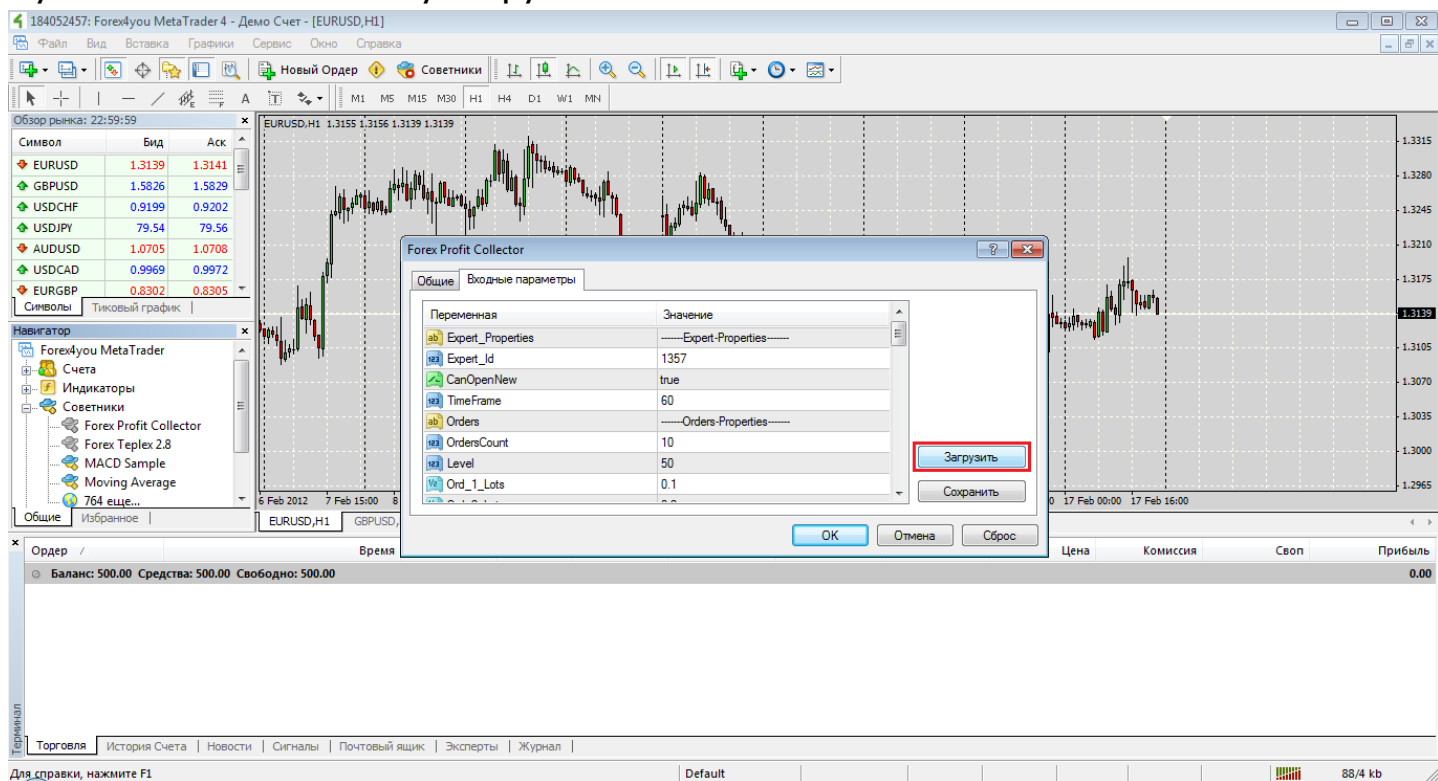 184052457: Forex4you MetaTrader 4 - Демо Счет - [EURUSD,H1]
Файл Вид Вставка Графики Сервис Окно Справка
Новый Ордер Советники
A T M1 M5 M15 M30 H1 H4 D1 W1 MN
Обзор рынка: 22:59:59
Символ Бид Аск
EURUSD 1.3139 1.3141
GBPUSD 1.5826 1.5829
USDCHF 0.9199 0.9202
USDJPY 79.54 79.56
AUDUSD 1.0705 1.0708
USDCAD 0.9969 0.9972
EURGBP 0.8302 0.8305
Символы Тиковый график
Навигатор
Forex4you MetaTrader
Счета
Индикаторы
Советники
Forex Profit Collector
Forex Teplex 2.8
MACD Sample
Moving Average
764 еще...
Общие Избранное
EURUSD,H1 1.3155 1.3156 1.3139 1.3139
1.3315
1.3280
1.3245
1.3210
1.3175
1.3139
1.3105
1.3070
1.3035
1.3000
1.2965
Forex Profit Collector
Общие Входные параметры
Переменная Значение
Expert_Properties -------Expert-Properties-------
Expert_Id 1357
CanOpenNew true
TimeFrame 60
Orders -------Orders-Properties-------
OrdersCount 10
Level 50
Ord_1_Lots 0.1
Загрузить
Сохранить
OK Отмена Сброс
6 Feb 2012 7 Feb 15:00 8 17 Feb 00:00 17 Feb 16:00
EURUSD,H1 GBPUSD,
Ордер / Время Цена Комиссия Своп Прибыль
Баланс: 500.00 Средства: 500.00 Свободно: 500.00 0.00
Терминал
Торговля История Счета Новости Сигналы Почтовый ящик Эксперты Журнал
Для справки, нажмите F1 Default 88/4 kb